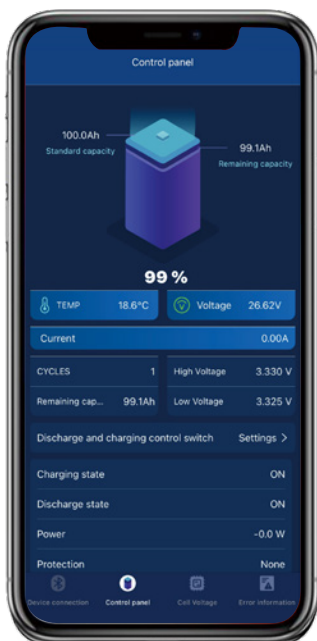 Control panel
100.0Ah
Standard capacity
99.1Ah
Remaining capacity
99 %
TEMP 18.6°C Voltage 26.62V
Current 0.00A
CYCLES 1 High Voltage 3.330 V
Remaining cap... 99.1Ah Low Voltage 3.325 V
Discharge and charging control switch Settings >
Charging state ON
Discharge state ON
Power -0.0 W
Protection None
Device connection Control panel Cell Voltage Error information